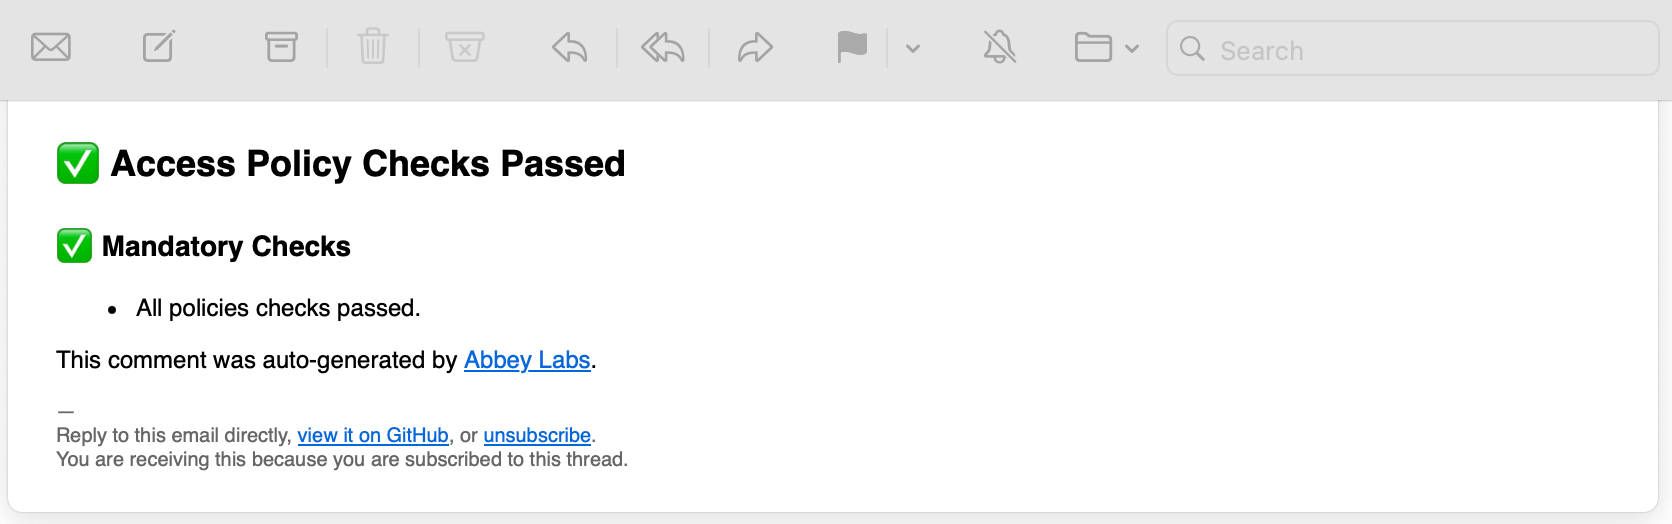 Search
✅ Access Policy Checks Passed
✅ Mandatory Checks
• All policies checks passed.
This comment was auto-generated by Abbey Labs.
—
Reply to this email directly, view it on GitHub, or unsubscribe.
You are receiving this because you are subscribed to this thread.